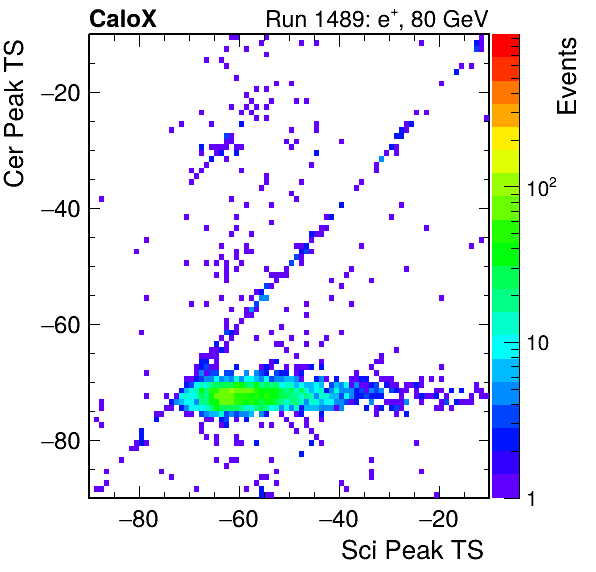 CaloX
Run 1489: e+, 80 GeV
Cer Peak TS
Events
−20
−40
−60
−80
10²
10
1
−80
−60
−40
−20
Sci Peak TS